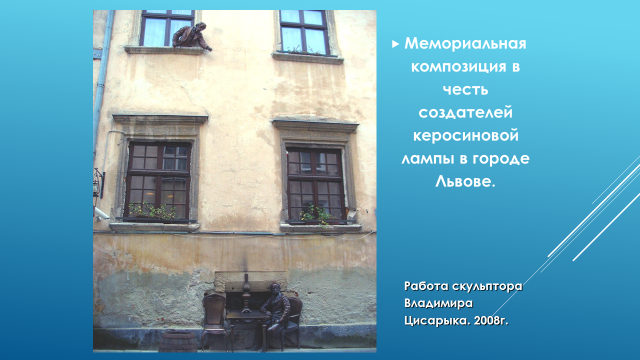 Мемориальная
композиция в
честь
создателей
керосиновой
лампы в городе
Львове.
Работа скульптора
Владимира
Цисарыка. 2008г.